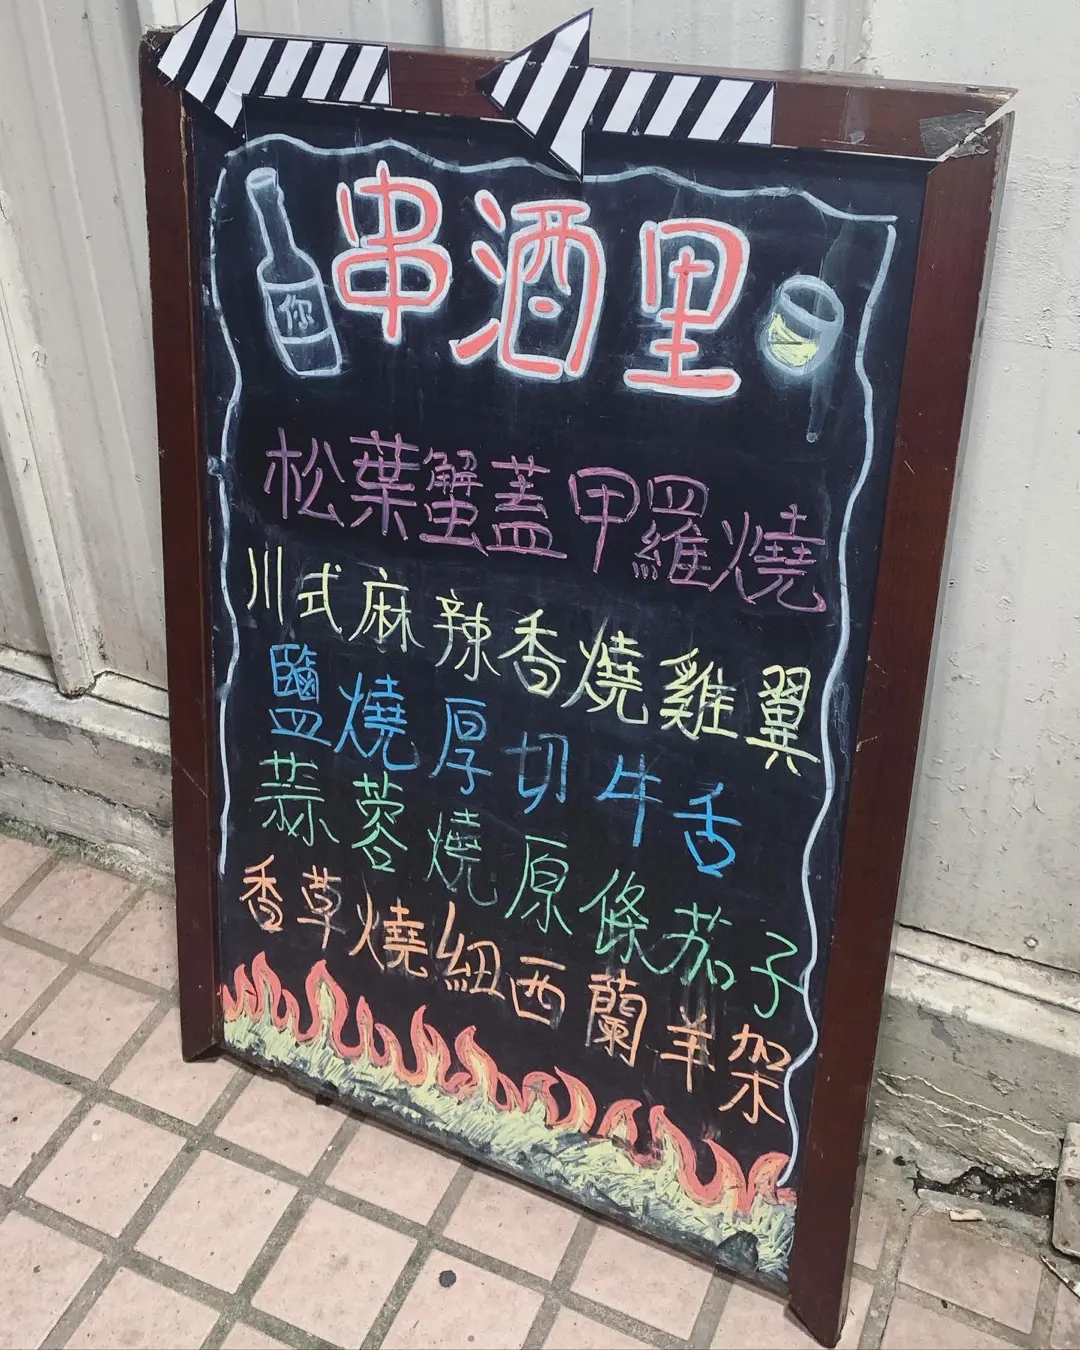 串酒里
你
松葉蟹蓋甲羅燒
川式麻辣香燒雞翼
鹽燒厚切牛舌
蒜蓉燒原條茄子
香草燒紐西蘭羊架